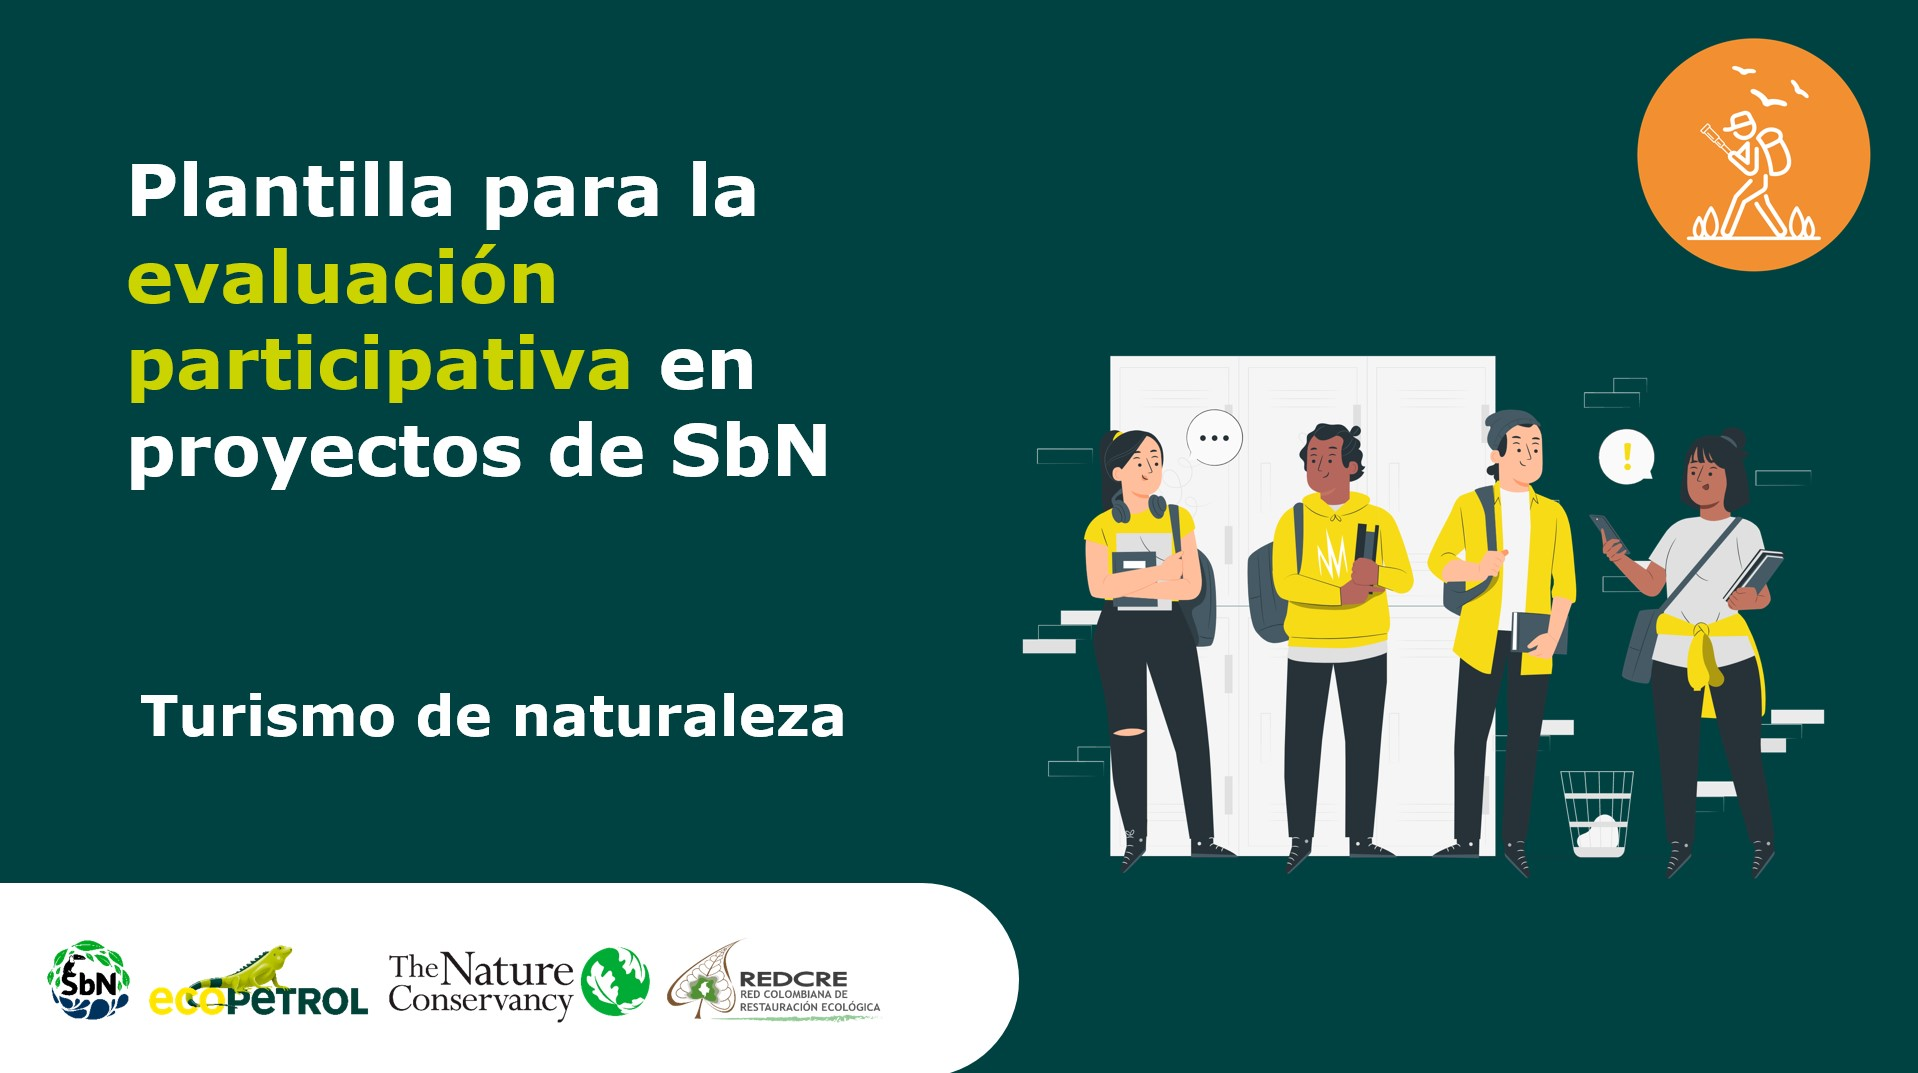 Plantilla para la
evaluación
participativa en
proyectos de SbN
!
Turismo de naturaleza
SbN
ecoPETROL
The Nature
Conservancy
REDCRE
RED COLOMBIANA DE
RESTAURACIÓN ECOLÓGICA